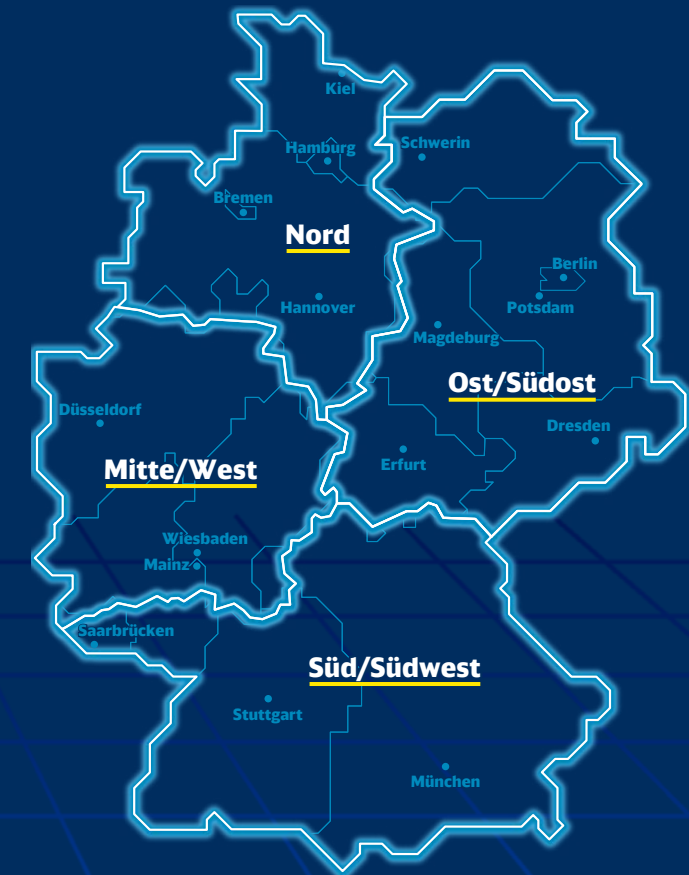 Kiel
Schwerin
Hamburg
Bremen
Nord
Berlin
Hannover
Potsdam
Magdeburg
Ost/Südost
Düsseldorf
Dresden
Erfurt
Mitte/West
Wiesbaden
Mainz
Saarbrücken
Süd/Südwest
Stuttgart
München